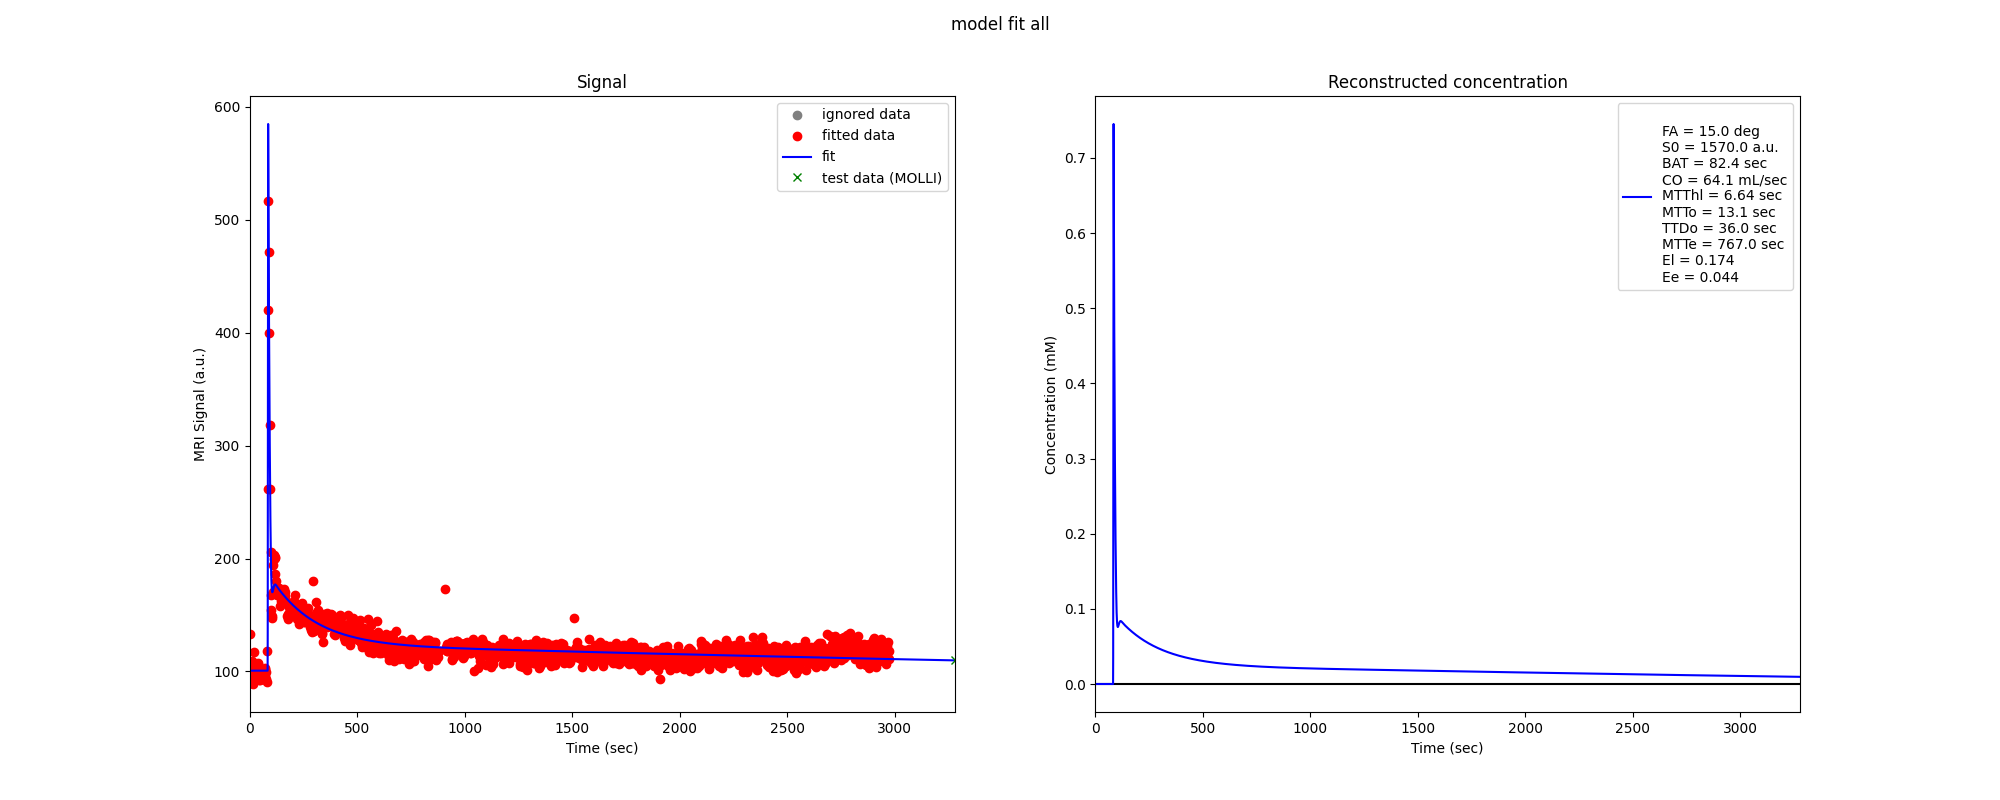 model fit all
Signal
600
500
400
300
200
100
MRI Signal (a.u.)
0
500
1000
1500
2000
2500
3000
Time (sec)
ignored data
fitted data
fit
test data (MOLLI)
Reconstructed concentration
0.7
0.6
0.5
0.4
0.3
0.2
0.1
0.0
Concentration (mM)
0
500
1000
1500
2000
2500
3000
Time (sec)
FA = 15.0 deg
S0 = 1570.0 a.u.
BAT = 82.4 sec
CO = 64.1 mL/sec
MTThl = 6.64 sec
MTTo = 13.1 sec
TTDo = 36.0 sec
MTTe = 767.0 sec
El = 0.174
Ee = 0.044